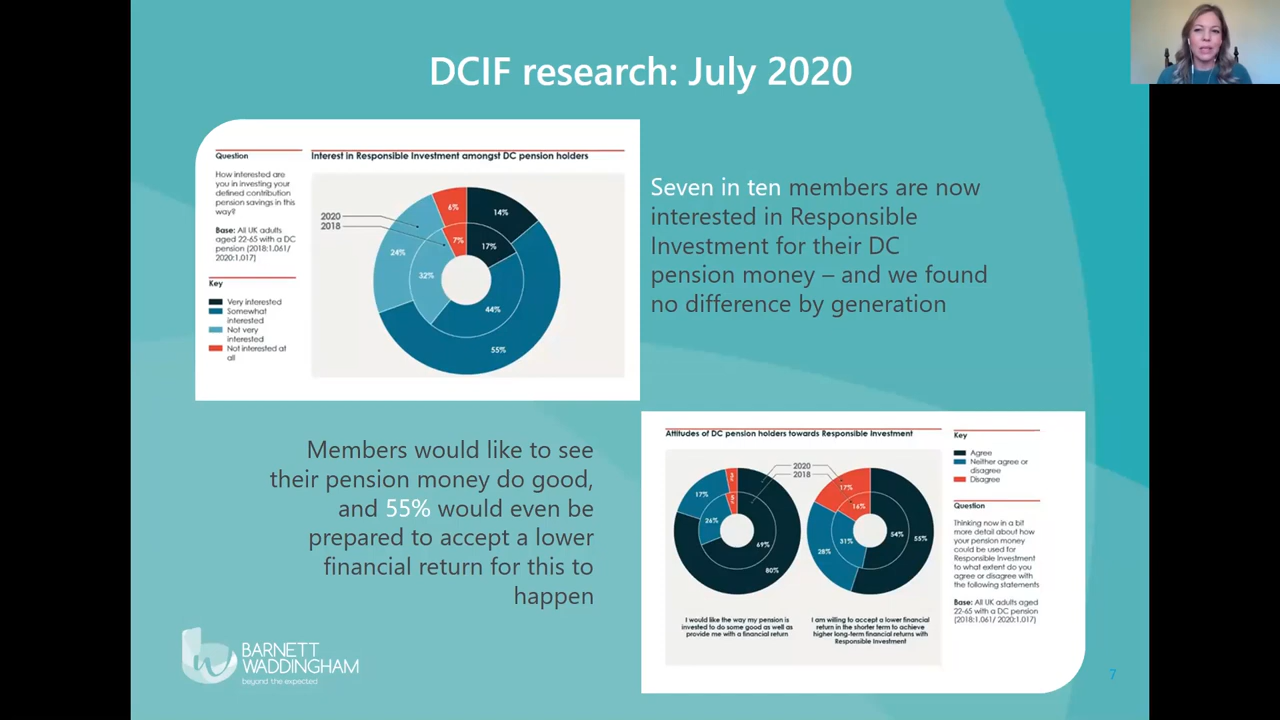 DCIF research: July 2020
Question
How interested are
you in investing your
defined contribution
pension savings in this
way?
Base: All UK adults
aged 22-65 with a DC
pension (2018:1.061/
2020:1.017)
Key
Very interested
Somewhat
interested
Not very
interested
Not interested at
all
Interest in Responsible Investment amongst DC pension holders
2020
2018
6%
14%
7%
17%
24%
32%
44%
55%
Seven in ten members are now
interested in Responsible
Investment for their DC
pension money – and we found
no difference by generation
Members would like to see
their pension money do good,
and 55% would even be
prepared to accept a lower
financial return for this to
happen
Attitudes of DC pension holders towards Responsible Investment
2020
2018
17%
26%
69%
80%
17%
16%
54%
55%
31%
28%
I would like the way my pension is
invested to do some good as well as
provide me with a financial return
I am willing to accept a lower financial
return in the shorter term to achieve
higher long-term financial returns with
Responsible Investment
Key
Agree
Neither agree or
disagree
Disagree
Question
Thinking now in a bit
more detail about how
your pension money
could be used for
Responsible Investment
to what extent do you
agree or disagree with
the following statements
Base: All UK adults aged
22-65 with a DC pension
(2018:1.061/ 2020:1.017)
BARNETT
WADDINGHAM
beyond the expected
7